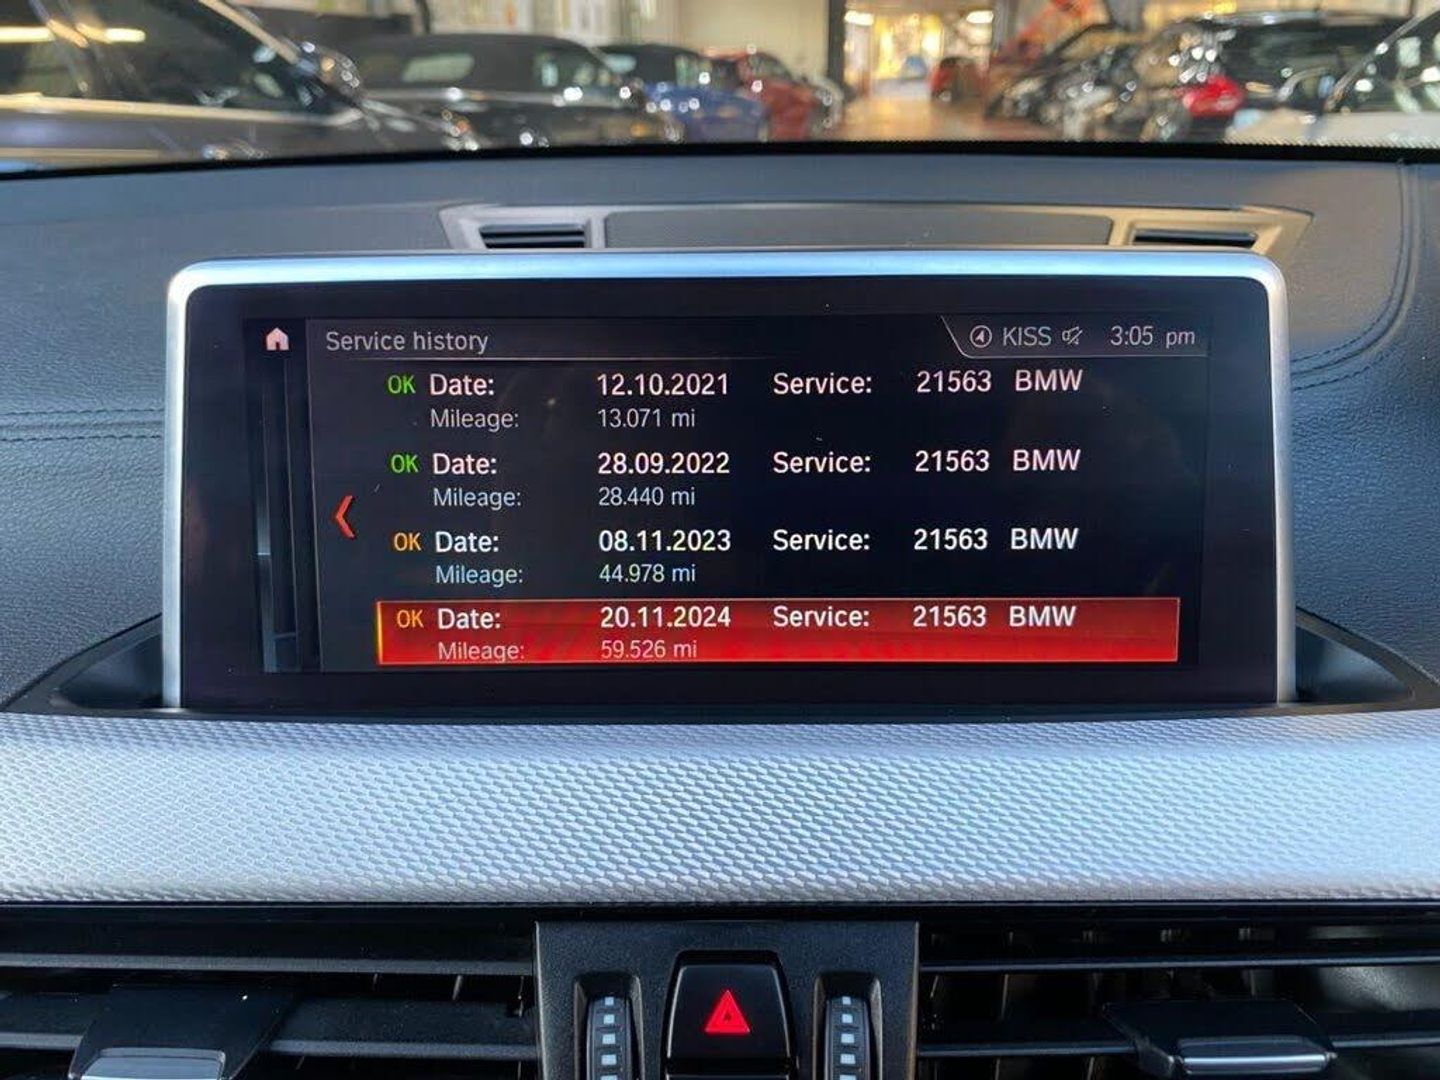 Service history KISS 3:05 pm
OK Date: 12.10.2021 Service: 21563 BMW
Mileage: 13.071 mi
OK Date: 28.09.2022 Service: 21563 BMW
Mileage: 28.440 mi
OK Date: 08.11.2023 Service: 21563 BMW
Mileage: 44.978 mi
OK Date: 20.11.2024 Service: 21563 BMW
Mileage: 59.526 mi